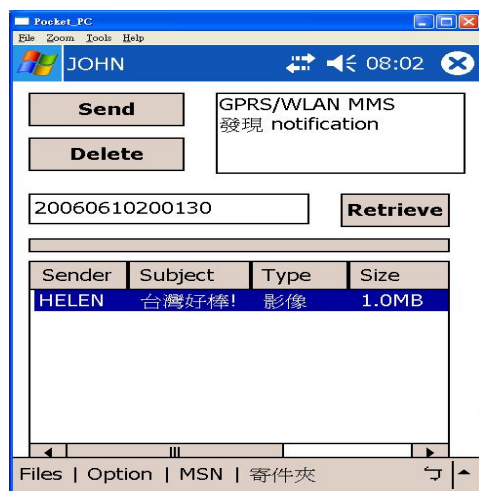 Pocket_PC
File Zoom Tools Help
JOHN 08:02
Send
GPRS/WLAN MMS
發現 notification
Delete
20060610200130
Retrieve
Sender Subject Type Size
HELEN 台灣好棒! 影像 1.0MB
Files | Option | MSN | 寄件夾